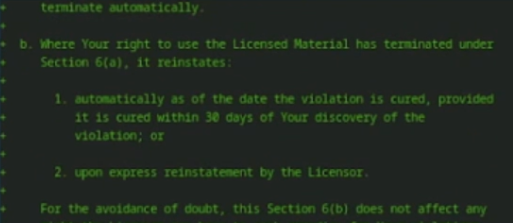 + terminate automatically.
+
+ b. Where Your right to use the Licensed Material has terminated under
+ Section 6(a), it reinstates:
+
+ 1. automatically as of the date the violation is cured, provided
+ it is cured within 30 days of Your discovery of the
+ violation; or
+
+ 2. upon express reinstatement by the Licensor.
+
+ For the avoidance of doubt, this Section 6(b) does not affect any